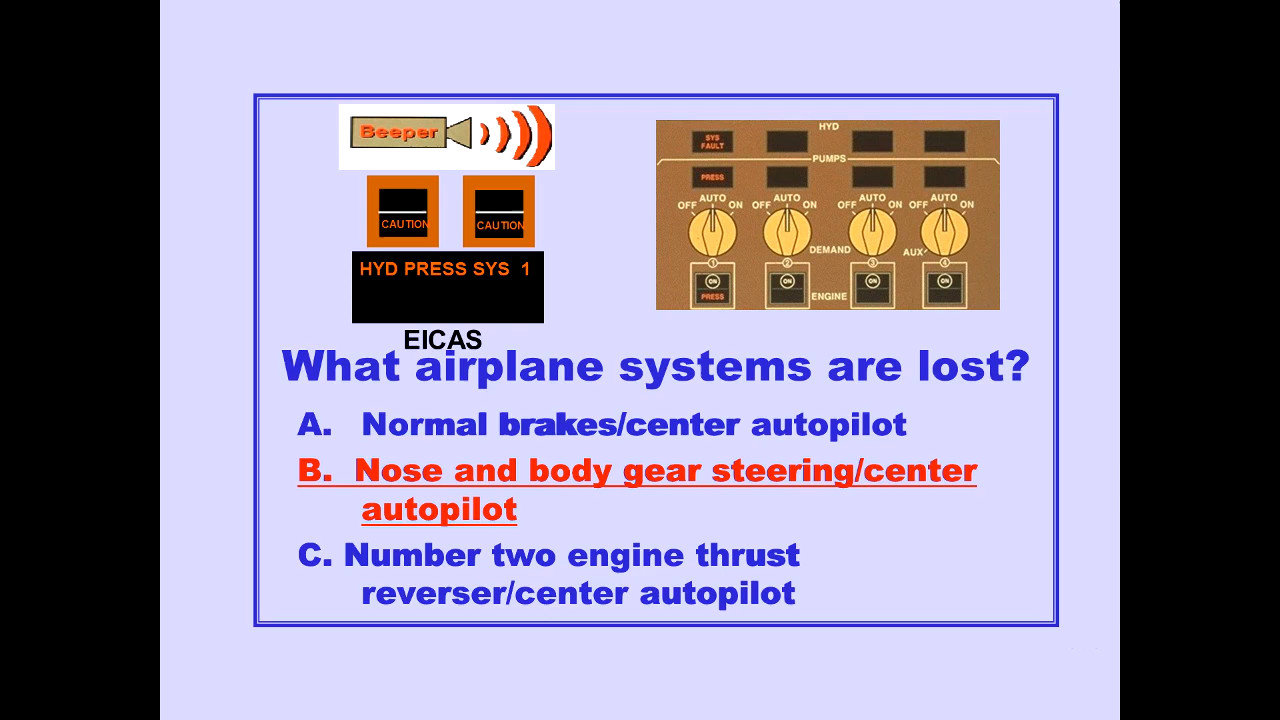 Beeper
CAUTION CAUTION
HYD PRESS SYS 1
EICAS
HYD
SYS
FAULT
PUMPS
PRESS
AUTO AUTO AUTO AUTO
OFF ON OFF ON OFF ON OFF ON
DEMAND AUX
1 2 3 4
ON ON ON ON
PRESS ENGINE
What airplane systems are lost?
A. Normal brakes/center autopilot
B. Nose and body gear steering/center
autopilot
C. Number two engine thrust
reverser/center autopilot